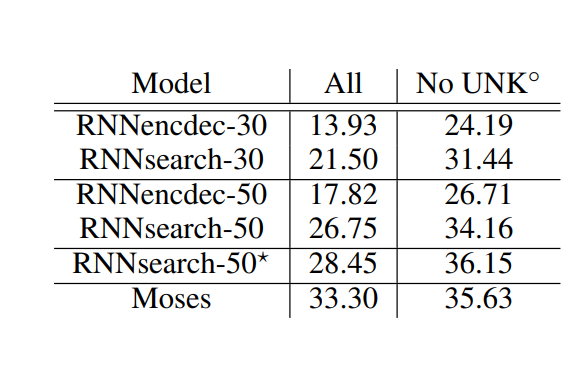 Model All No UNK°
RNNencdec-30 13.93 24.19
RNNsearch-30 21.50 31.44
RNNencdec-50 17.82 26.71
RNNsearch-50 26.75 34.16
RNNsearch-50⋆ 28.45 36.15
Moses 33.30 35.63